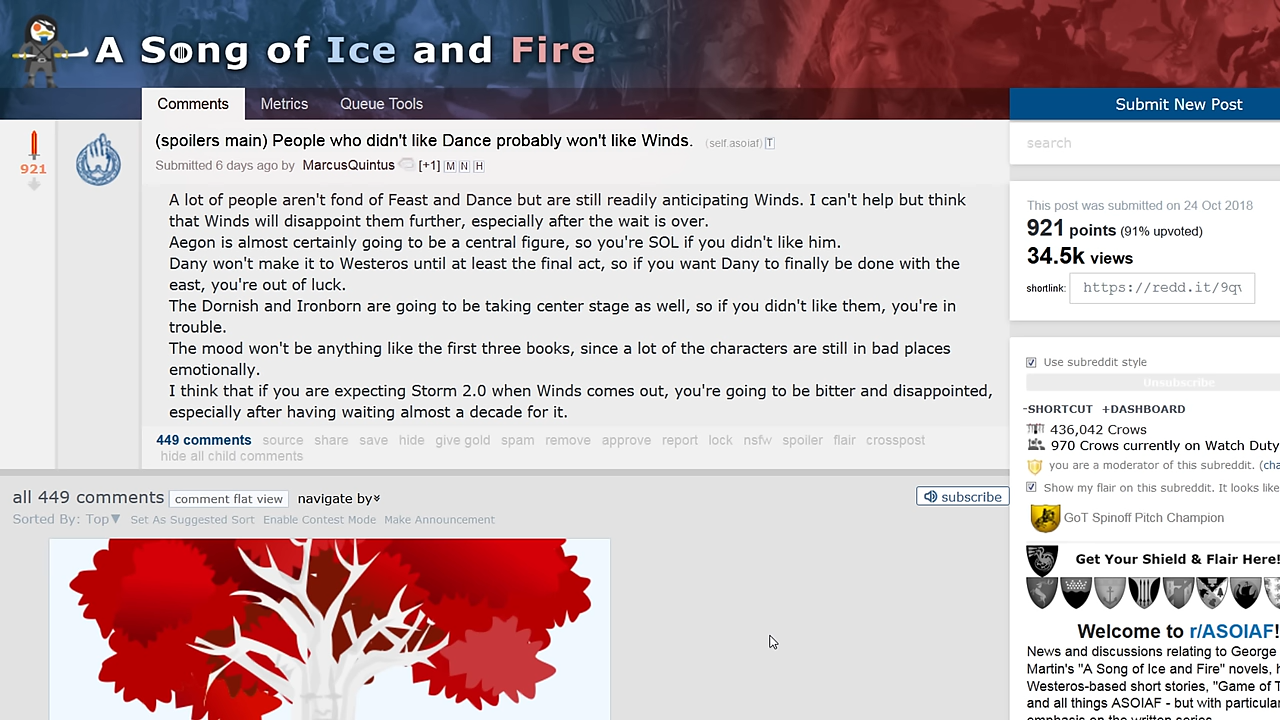 A Song of Ice and Fire
Comments Metrics Queue Tools
Submit New Post
921
(spoilers main) People who didn't like Dance probably won't like Winds. (self.asoiaf) T
Submitted 6 days ago by MarcusQuintus [+1] M N H
A lot of people aren't fond of Feast and Dance but are still readily anticipating Winds. I can't help but think
that Winds will disappoint them further, especially after the wait is over.
Aegon is almost certainly going to be a central figure, so you're SOL if you didn't like him.
Dany won't make it to Westeros until at least the final act, so if you want Dany to finally be done with the
east, you're out of luck.
The Dornish and Ironborn are going to be taking center stage as well, so if you didn't like them, you're in
trouble.
The mood won't be anything like the first three books, since a lot of the characters are still in bad places
emotionally.
I think that if you are expecting Storm 2.0 when Winds comes out, you're going to be bitter and disappointed,
especially after having waiting almost a decade for it.
449 comments source share save hide give gold spam remove approve report lock nsfw spoiler flair crosspost
hide all child comments
all 449 comments comment flat view navigate by
subscribe
Sorted By: Top▼ Set As Suggested Sort Enable Contest Mode Make Announcement
search
This post was submitted on 24 Oct 2018
921 points (91% upvoted)
34.5k views
shortlink: https://redd.it/9qv
Use subreddit style
Unsubscribe
-SHORTCUT +DASHBOARD
436,042 Crows
970 Crows currently on Watch Duty
you are a moderator of this subreddit. (cha
Show my flair on this subreddit. It looks like
GoT Spinoff Pitch Champion
Get Your Shield & Flair Here!
Welcome to r/ASOIAF!
News and discussions relating to George
Martin's "A Song of Ice and Fire" novels, h
Westeros-based short stories, "Game of T
and all things ASOIAF - but with particula
emphasis on the written series.